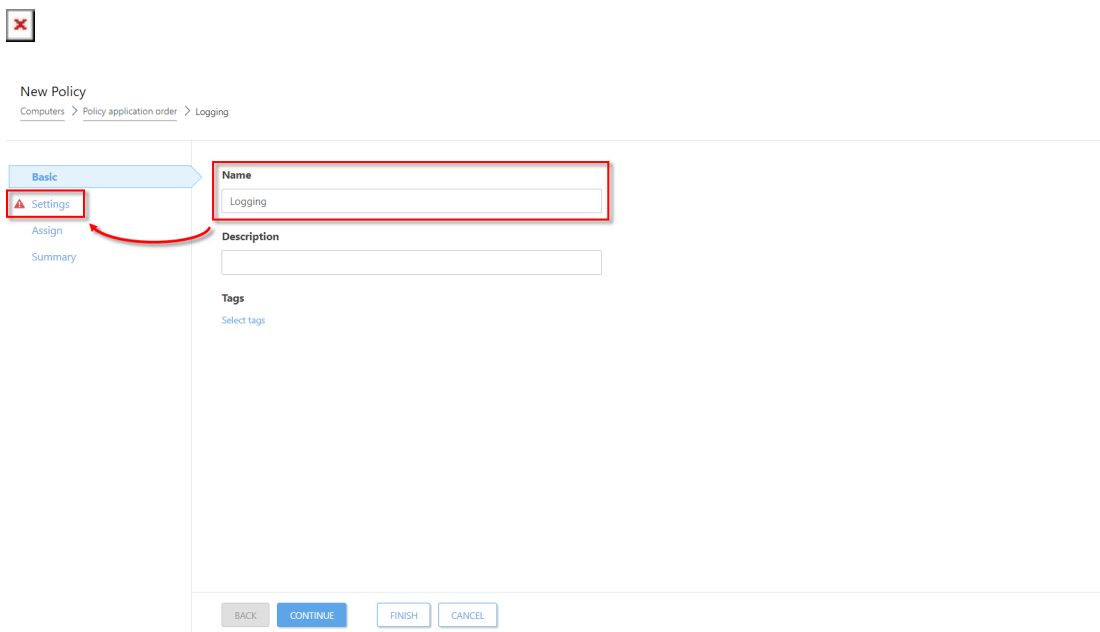 New Policy
Computers > Policy application order > Logging
Basic
Settings
Assign
Summary
Name
Logging
Description
Tags
Select tags
BACK CONTINUE FINISH CANCEL